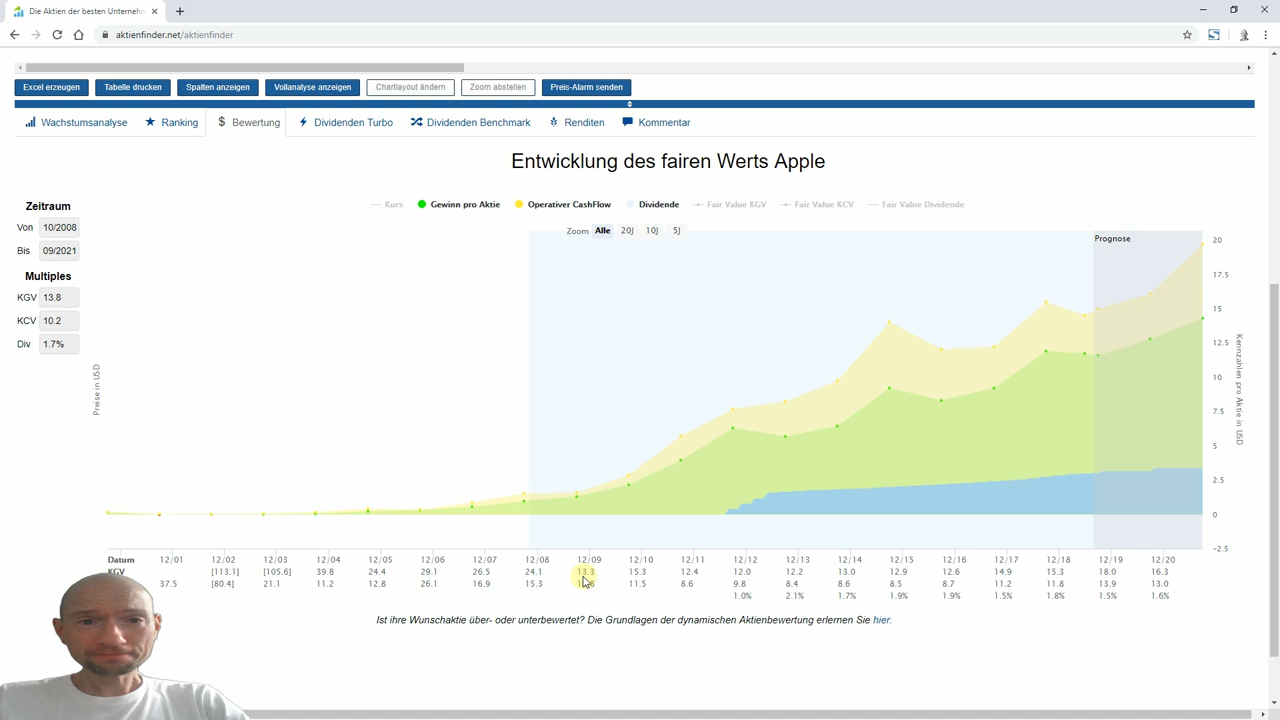 Die Aktien der besten Unternehm
aktienfinder.net/aktienfinder
Excel erzeugen Tabelle drucken Spalten anzeigen Vollanalyse anzeigen Chartlayout ändern Zoom abstellen Preis-Alarm senden
Wachstumsanalyse Ranking $ Bewertung Dividenden Turbo Dividenden Benchmark Renditen Kommentar
Entwicklung des fairen Werts Apple
Kurs Gewinn pro Aktie Operativer CashFlow Dividende Fair Value KGV Fair Value KCV Fair Value Dividende
Zoom Alle 20J 10J 5J
Zeitraum
Von 10/2008
Bis 09/2021
Multiples
KGV 13.8
KCV 10.2
Div 1.7%
Preise in USD
Prognose
20
17.5
15
12.5
10
7.5
5
2.5
0
−2.5
Kennzahlen pro Aktie in USD
Datum 12/01 12/02 12/03 12/04 12/05 12/06 12/07 12/08 12/09 12/10 12/11 12/12 12/13 12/14 12/15 12/16 12/17 12/18 12/19 12/20
KGV [113.1] [105.6] 39.8 24.4 29.1 26.5 24.1 13.3 15.3 12.4 12.0 12.2 13.0 12.9 12.6 14.9 15.3 18.0 16.3
37.5 [80.4] 21.1 11.2 12.8 26.1 16.9 15.3 11.5 8.6 9.8 8.4 8.6 8.5 8.7 11.2 11.8 13.9 13.0
1.0% 2.1% 1.7% 1.9% 1.9% 1.5% 1.8% 1.5% 1.6%
Ist ihre Wunschaktie über- oder unterbewertet? Die Grundlagen der dynamischen Aktienbewertung erlernen Sie hier.